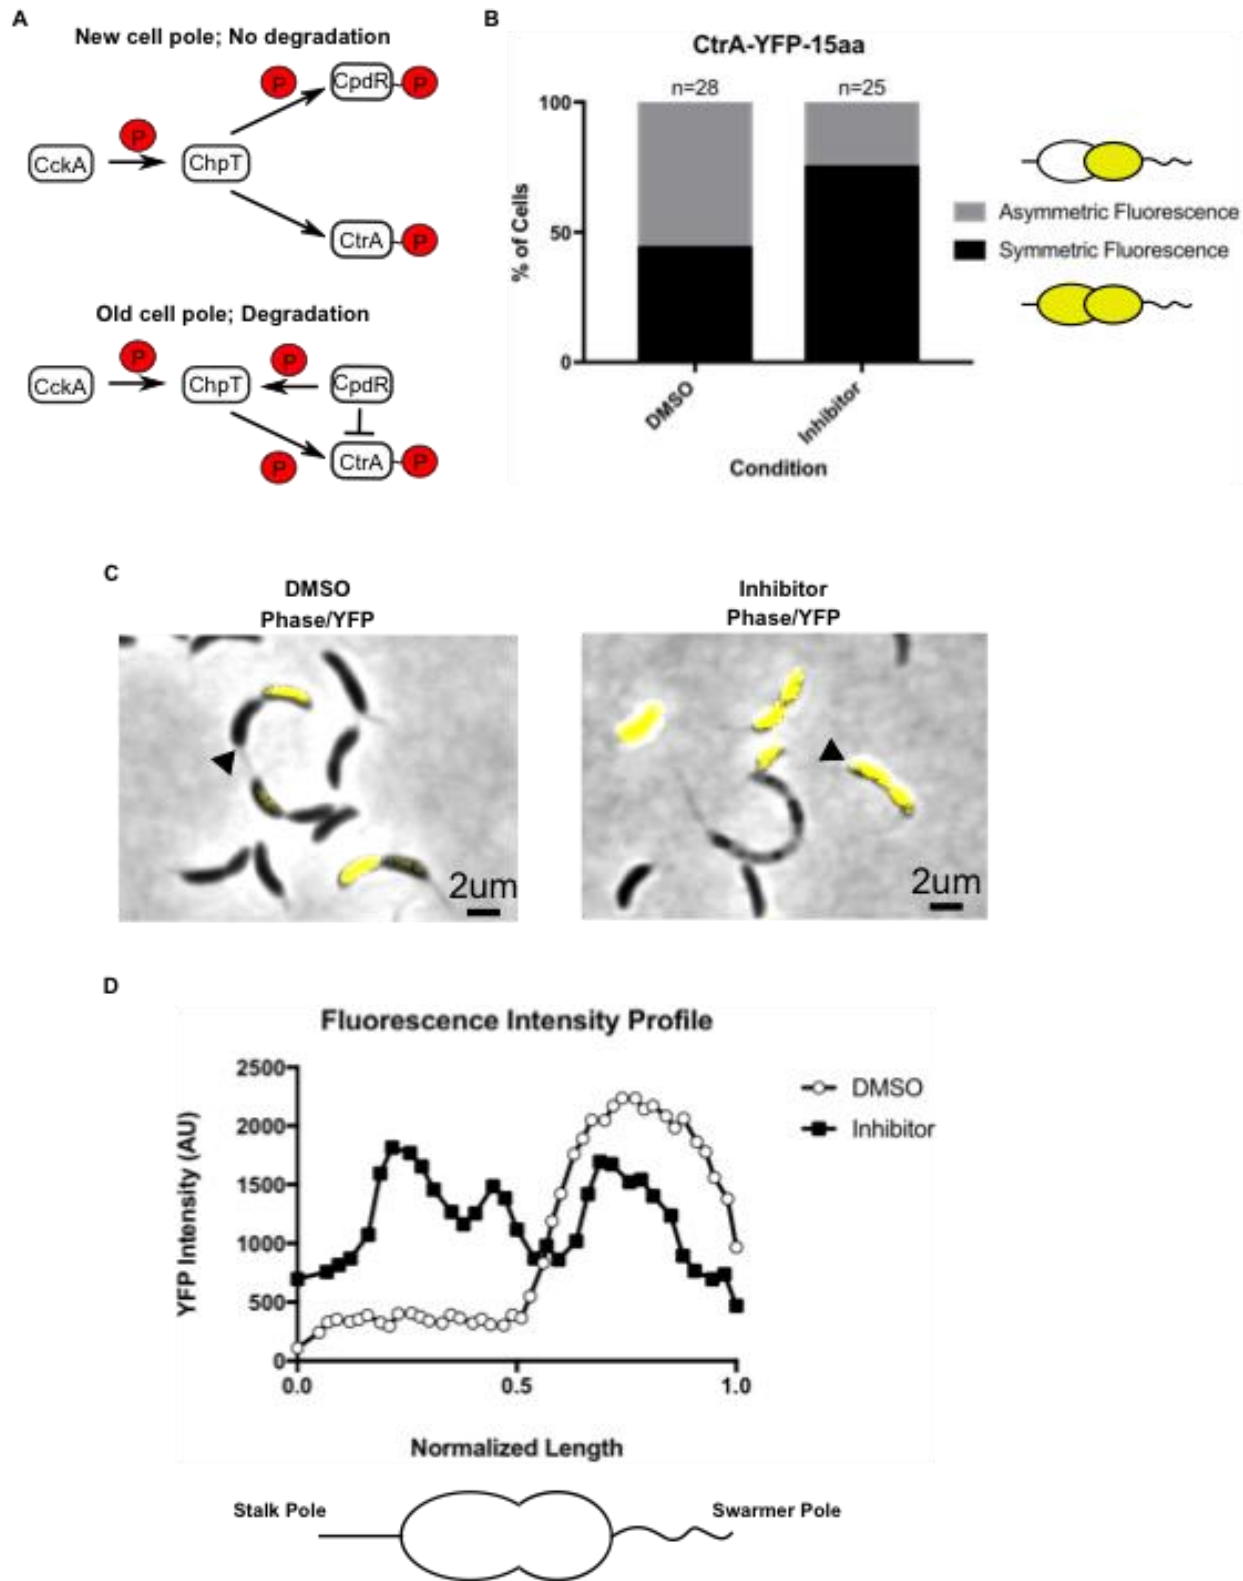 A
New cell pole; No degradation
P
CpdR
P
P
CckA
ChpT
CtrA
P
Old cell pole; Degradation
P
P
CckA
ChpT
CpdR
P
CtrA
P
B
CtrA-YFP-15aa
n=28
n=25
100
50
0
% of Cells
DMSO
Inhibitor
Condition
Asymmetric Fluorescence
Symmetric Fluorescence
C
DMSO
Phase/YFP
2um
Inhibitor
Phase/YFP
2um
D
Fluorescence Intensity Profile
2500
2000
1500
1000
500
0
YFP Intensity (AU)
0.0
0.5
1.0
Normalized Length
DMSO
Inhibitor
Stalk Pole
Swarmer Pole